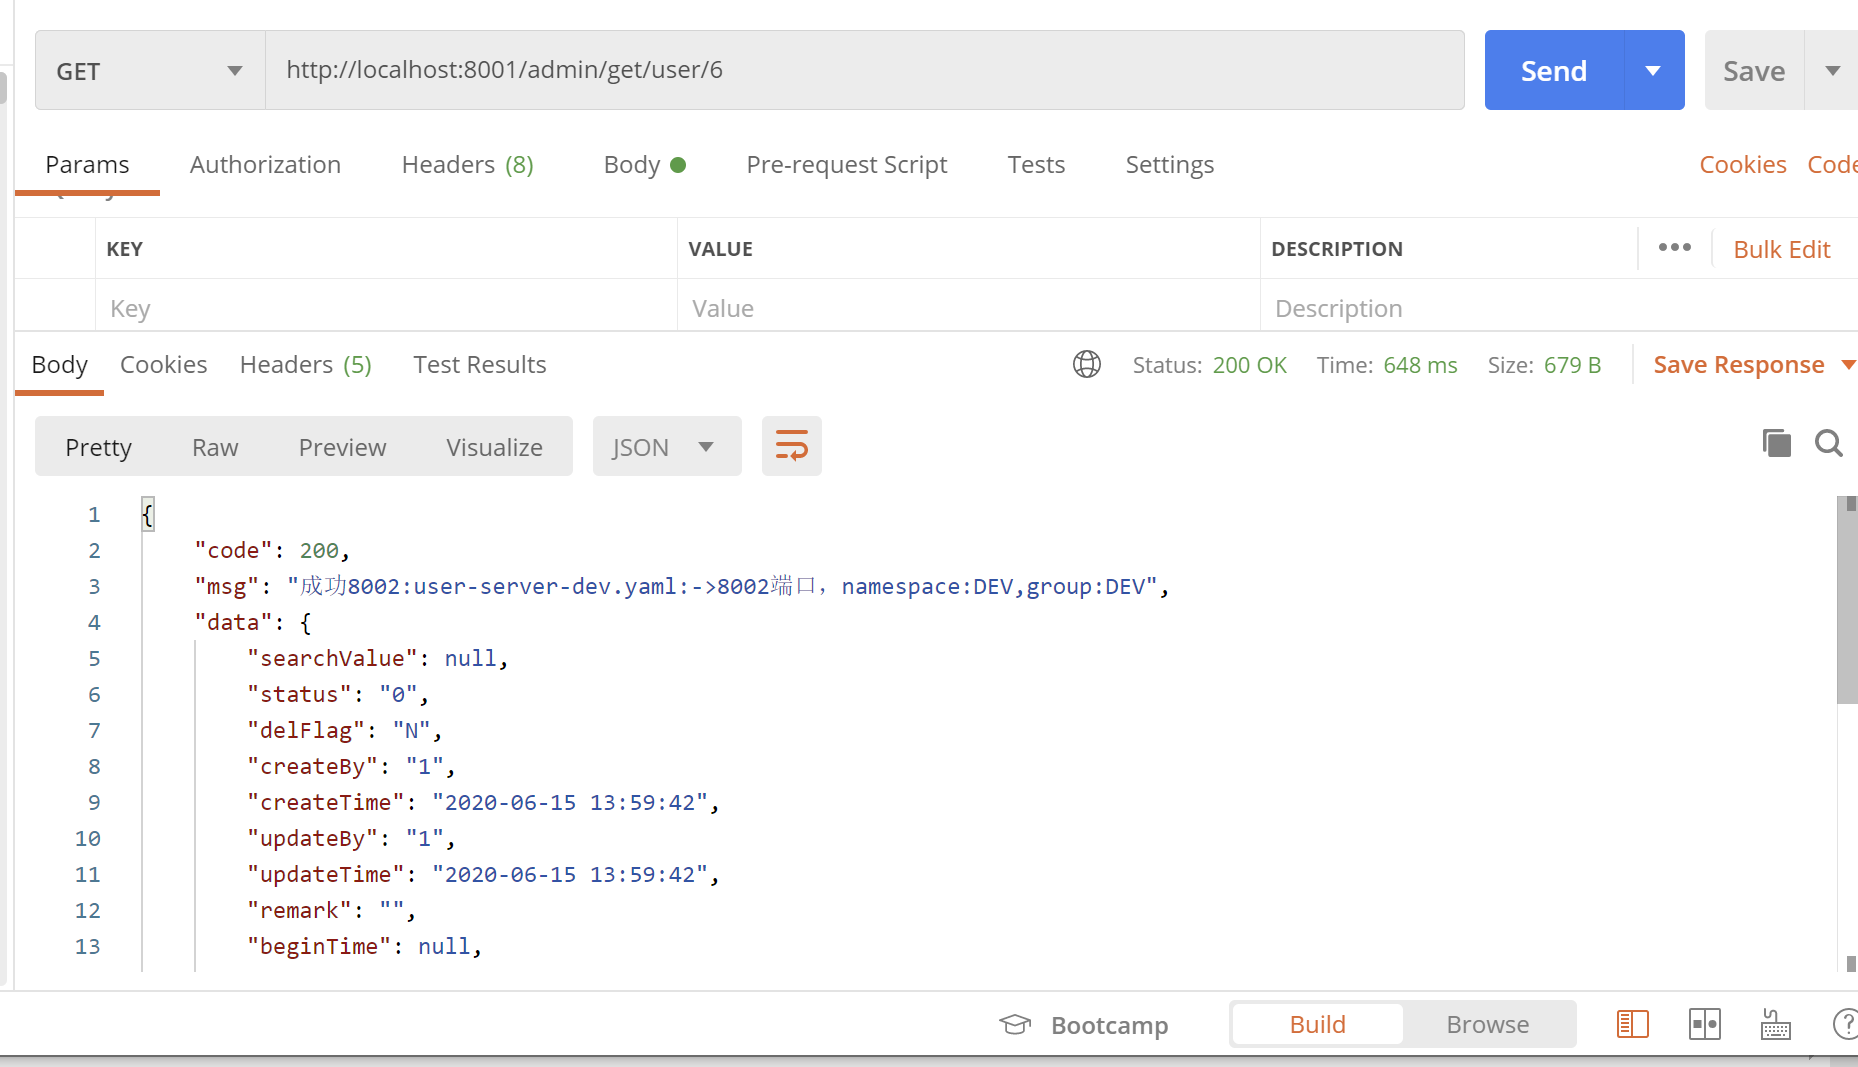 GET http://localhost:8001/admin/get/user/6 Send Save
Params Authorization Headers (8) Body Pre-request Script Tests Settings Cookies Code
KEY VALUE DESCRIPTION Bulk Edit
Key Value Description
Body Cookies Headers (5) Test Results Status: 200 OK Time: 648 ms Size: 679 B Save Response
Pretty Raw Preview Visualize JSON
1 {
2 "code": 200,
3 "msg": "成功8002:user-server-dev.yaml:->8002端口，namespace:DEV,group:DEV",
4 "data": {
5 "searchValue": null,
6 "status": "0",
7 "delFlag": "N",
8 "createBy": "1",
9 "createTime": "2020-06-15 13:59:42",
10 "updateBy": "1",
11 "updateTime": "2020-06-15 13:59:42",
12 "remark": "",
13 "beginTime": null,
Bootcamp Build Browse